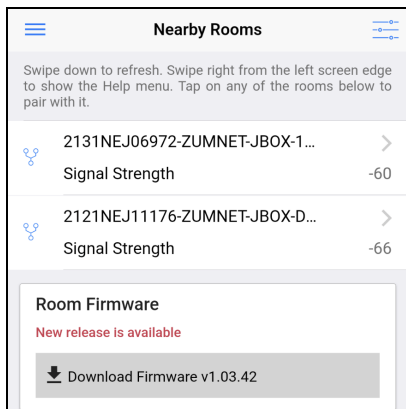 Nearby Rooms
Swipe down to refresh. Swipe right from the left screen edge
to show the Help menu. Tap on any of the rooms below to
pair with it.
2131NEJ06972-ZUMNET-JBOX-1...
Signal Strength -60
2121NEJ11176-ZUMNET-JBOX-D...
Signal Strength -66
Room Firmware
New release is available
Download Firmware v1.03.42